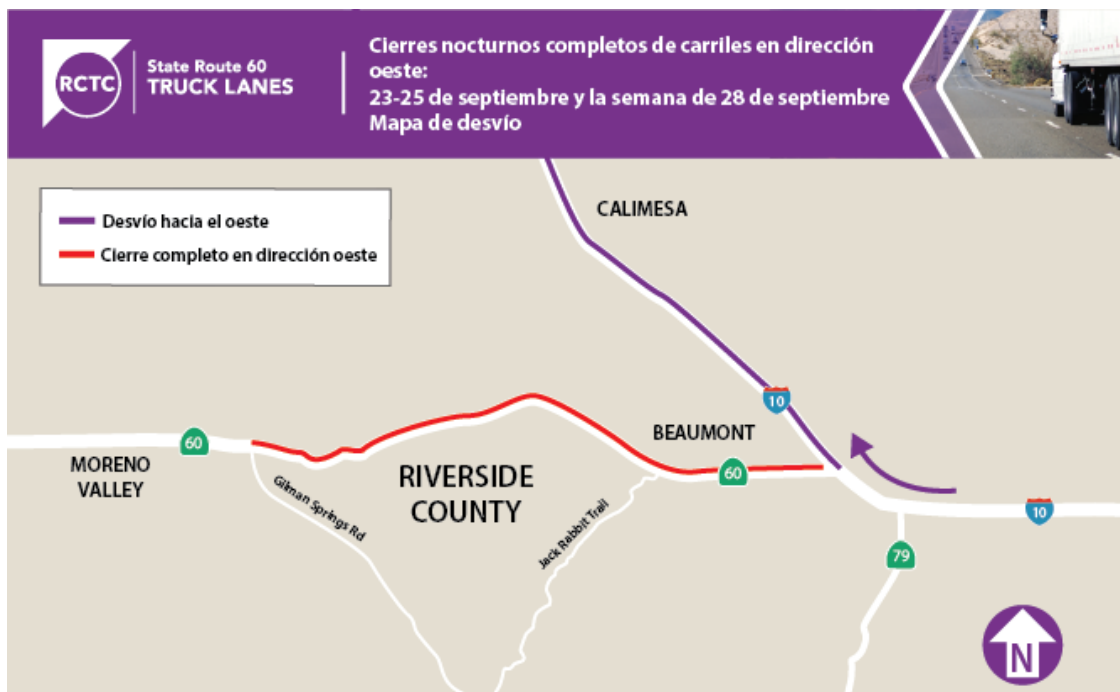 RCTC
State Route 60
TRUCK LANES
Cierres nocturnos completos de carriles en dirección
oeste:
23-25 de septiembre y la semana de 28 de septiembre
Mapa de desvío
Desvío hacia el oeste
Cierre completo en dirección oeste
CALIMESA
10
BEAUMONT
60
MORENO
VALLEY
RIVERSIDE
COUNTY
60
10
Gilman Springs Rd
Jack Rabbit Trail
79
N